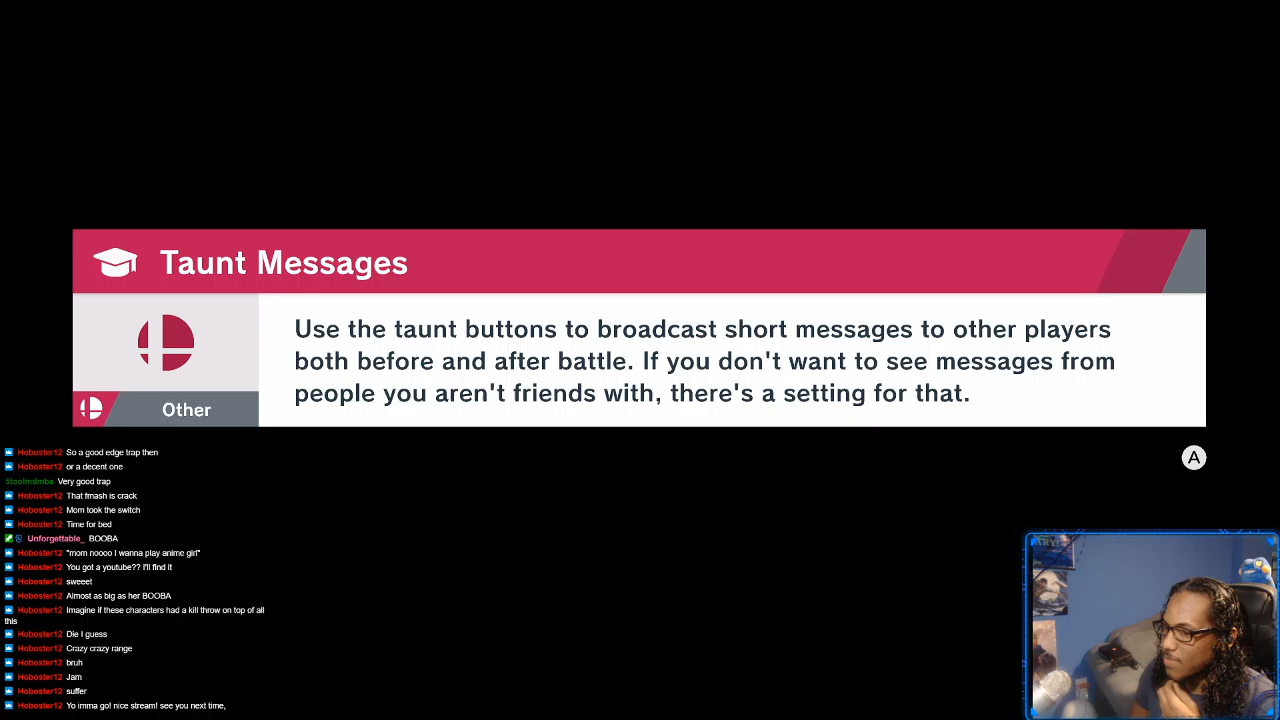 Taunt Messages
Use the taunt buttons to broadcast short messages to other players
both before and after battle. If you don't want to see messages from
people you aren't friends with, there's a setting for that.
Other
A
Hoboster12 So a good edge trap then
Hoboster12 or a decent one
5toolmdmba Very good trap
Hoboster12 That fmash is crack
Hoboster12 Mom took the switch
Hoboster12 Time for bed
Unforgettable_ BOOBA
Hoboster12 "mom noooo I wanna play anime girl"
Hoboster12 You got a youtube?? I'll find it
Hoboster12 sweeet
Hoboster12 Almost as big as her BOOBA
Hoboster12 Imagine if these characters had a kill throw on top of all
this
Hoboster12 Die I guess
Hoboster12 Crazy crazy range
Hoboster12 bruh
Hoboster12 Jam
Hoboster12 suffer
Hoboster12 Yo imma go! nice stream! see you next time,